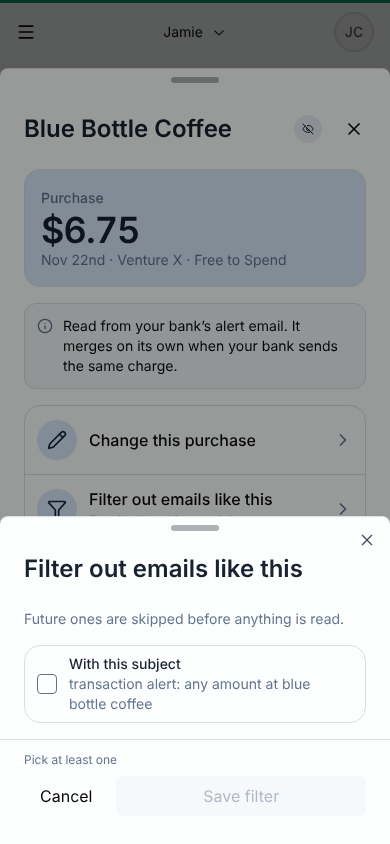 Jamie
JC
Blue Bottle Coffee
Purchase
$6.75
Nov 22nd · Venture X · Free to Spend
Read from your bank's alert email. It
merges on its own when your bank sends
the same charge.
Change this purchase
Filter out emails like this
Filter out emails like this
Future ones are skipped before anything is read.
With this subject
transaction alert: any amount at blue
bottle coffee
Pick at least one
Cancel
Save filter